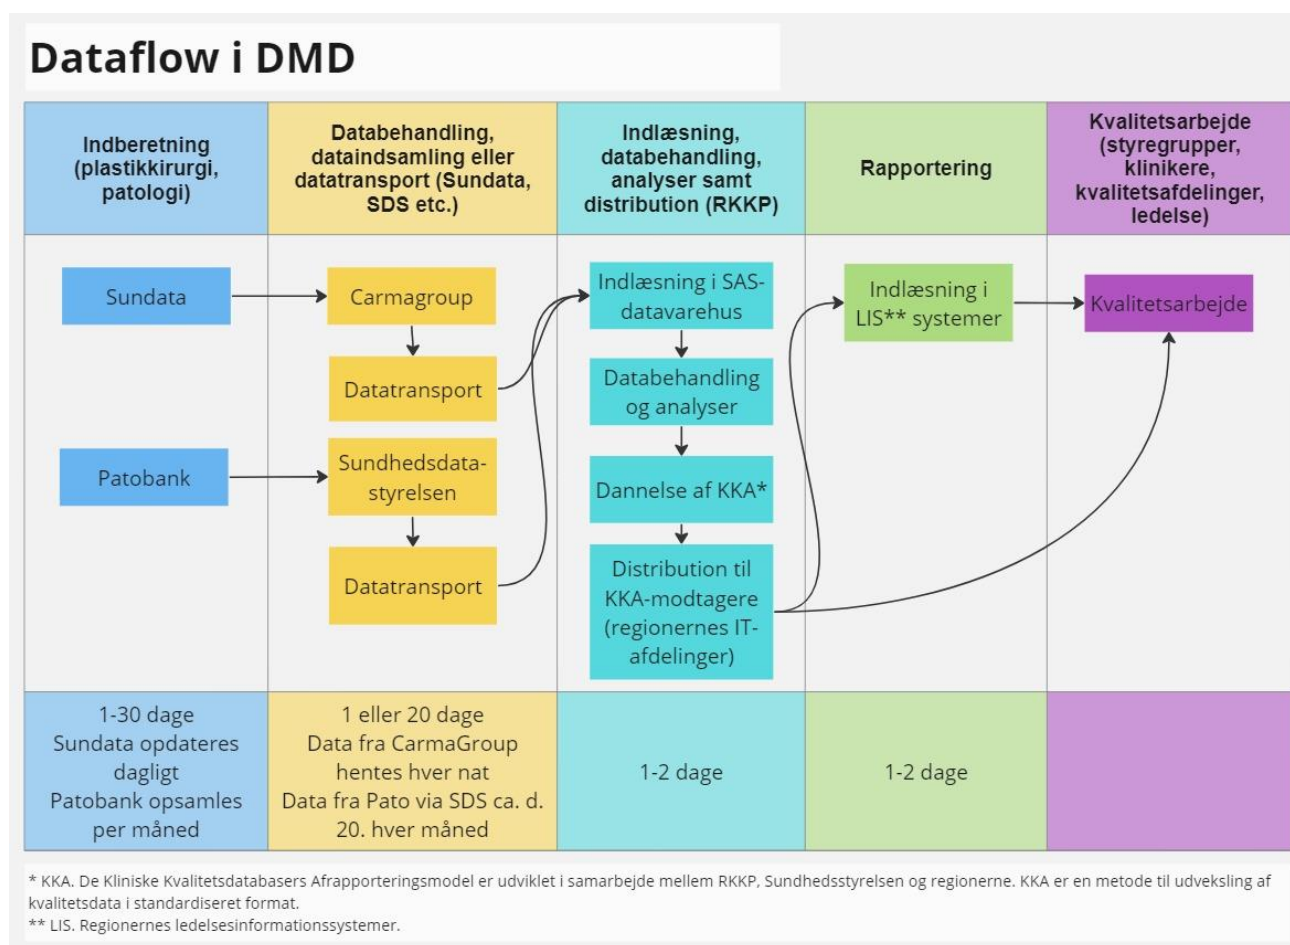 Dataflow i DMD
Indberetning
(plastikkirurgi,
patologi)
Databehandling,
dataindsamling eller
datatransport (Sundata,
SDS etc.)
Indlæsning,
databehandling,
analyser samt
distribution (RKKP)
Rapportering
Kvalitetsarbejde
(styregrupper,
klinikere,
kvalitetsafdelinger,
ledelse)
Sundata
Patobank
Carmagroup
Datatransport
Sundhedsdata-
styrelsen
Datatransport
Indlæsning i SAS-
datavarehus
Databehandling
og analyser
Dannelse af KKA*
Distribution til
KKA-modtagere
(regionernes IT-
afdelinger)
Indlæsning i
LIS** systemer
Kvalitetsarbejde
1-30 dage
Sundata opdateres
dagligt
Patobank opsamles
per måned
1 eller 20 dage
Data fra CarmaGroup
hentes hver nat
Data fra Pato via SDS ca. d.
20. hver måned
1-2 dage
1-2 dage
* KKA. De Kliniske Kvalitetsdatabasers Afrapporteringsmodel er udviklet i samarbejde mellem RKKP, Sundhedsstyrelsen og regionerne. KKA er en metode til udveksling af
kvalitetsdata i standardiseret format.
** LIS. Regionernes ledelsesinformationssystemer.